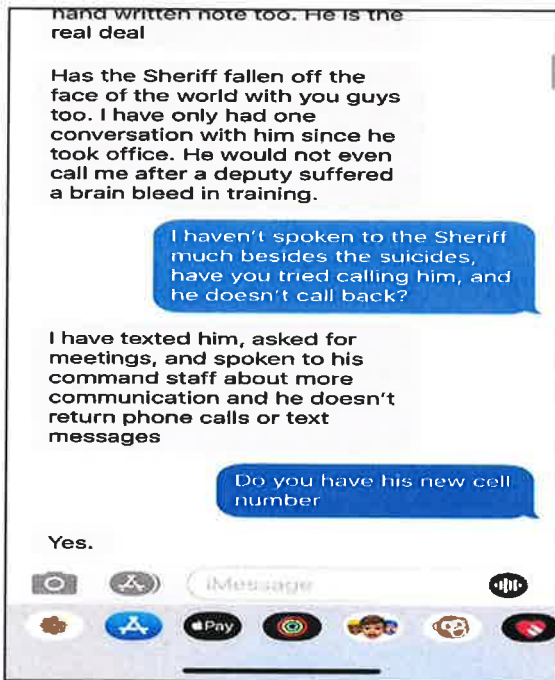 hand written note too. He is the
real deal
Has the Sheriff fallen off the
face of the world with you guys
too. I have only had one
conversation with him since he
took office. He would not even
call me after a deputy suffered
a brain bleed in training.
I haven't spoken to the Sheriff
much besides the suicides,
have you tried calling him, and
he doesn't call back?
I have texted him, asked for
meetings, and spoken to his
command staff about more
communication and he doesn't
return phone calls or text
messages
Do you have his new cell
number
Yes.
iMessage
Pay